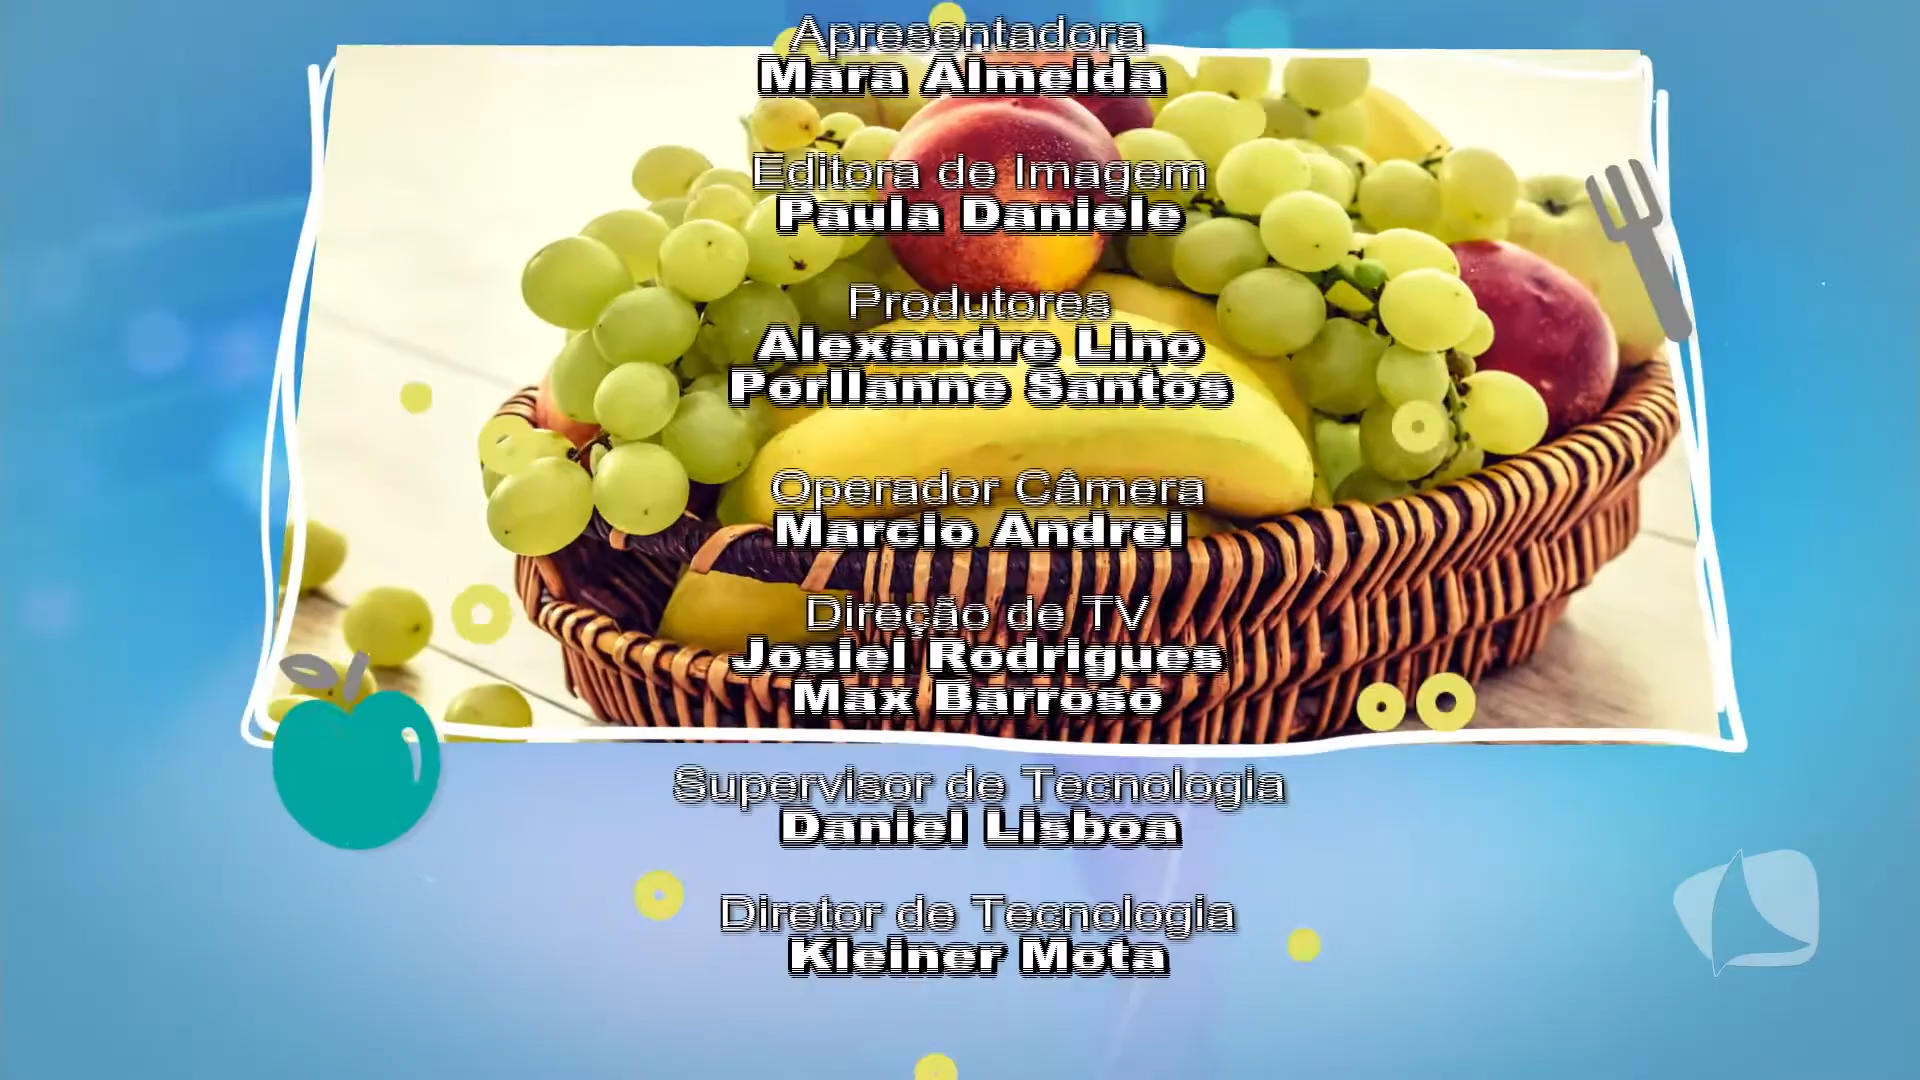 Apresentadora
Mara Almeida
Editora de Imagem
Paula Daniele
Produtores
Alexandre Lino
Porllanne Santos
Operador Câmera
Marcio Andrei
Direção de TV
Josiel Rodrigues
Max Barroso
Supervisor de Tecnologia
Daniel Lisboa
Diretor de Tecnologia
Kleiner Mota